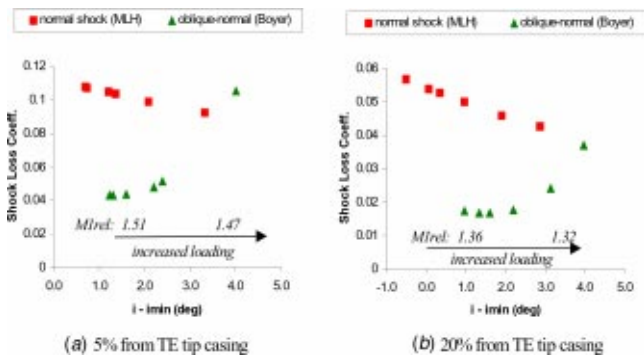 normal shock (MLH) oblique-normal (Boyer)
0.12
0.1
0.08
0.06
0.04
0.02
0
Shock Loss Coeff.
M1rel: 1.51 1.47
increased loading
0.0 1.0 2.0 3.0 4.0 5.0
i - imin (deg)
(a) 5% from TE tip casing
normal shock (MLH) oblique-normal (Boyer)
0.06
0.05
0.04
0.03
0.02
0.01
0
Shock Loss Coeff.
M1rel: 1.36 1.32
increased loading
-1.0 0.0 1.0 2.0 3.0 4.0 5.0
i - imin (deg)
(b) 20% from TE tip casing